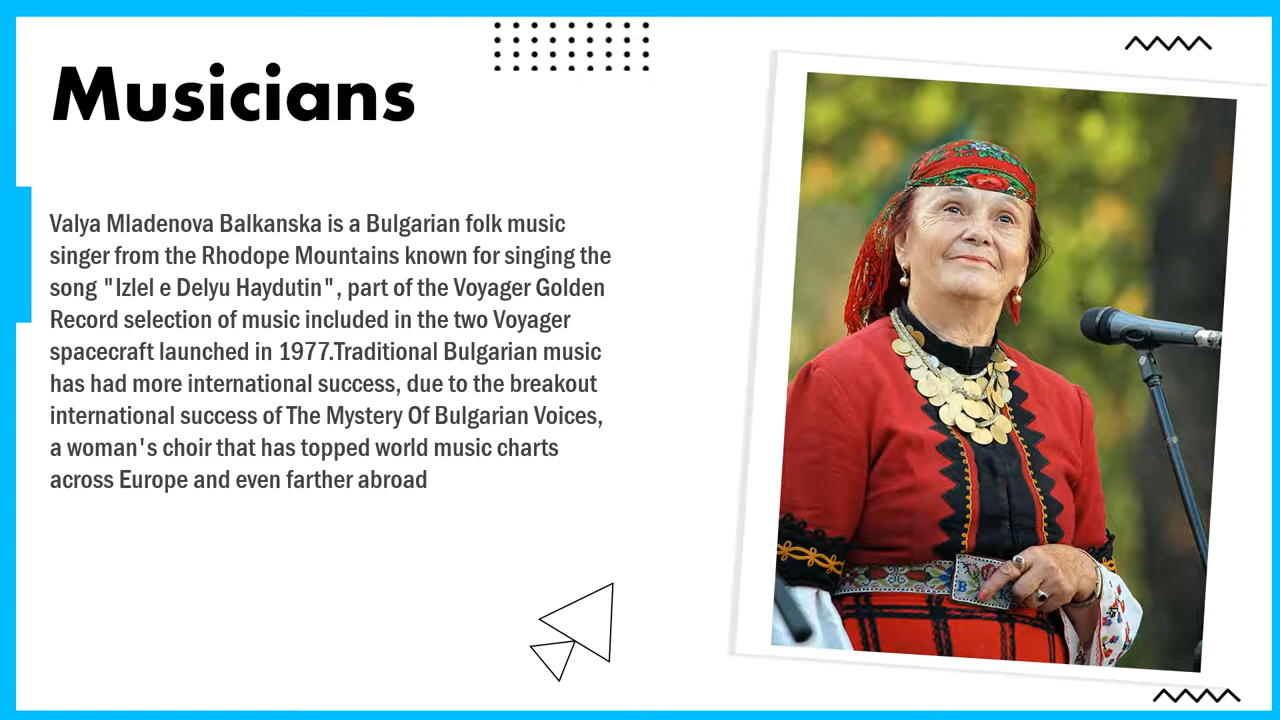 Musicians
Valya Mladenova Balkanska is a Bulgarian folk music
singer from the Rhodope Mountains known for singing the
song "Izlel e Delyu Haydutin", part of the Voyager Golden
Record selection of music included in the two Voyager
spacecraft launched in 1977.Traditional Bulgarian music
has had more international success, due to the breakout
international success of The Mystery Of Bulgarian Voices,
a woman's choir that has topped world music charts
across Europe and even farther abroad